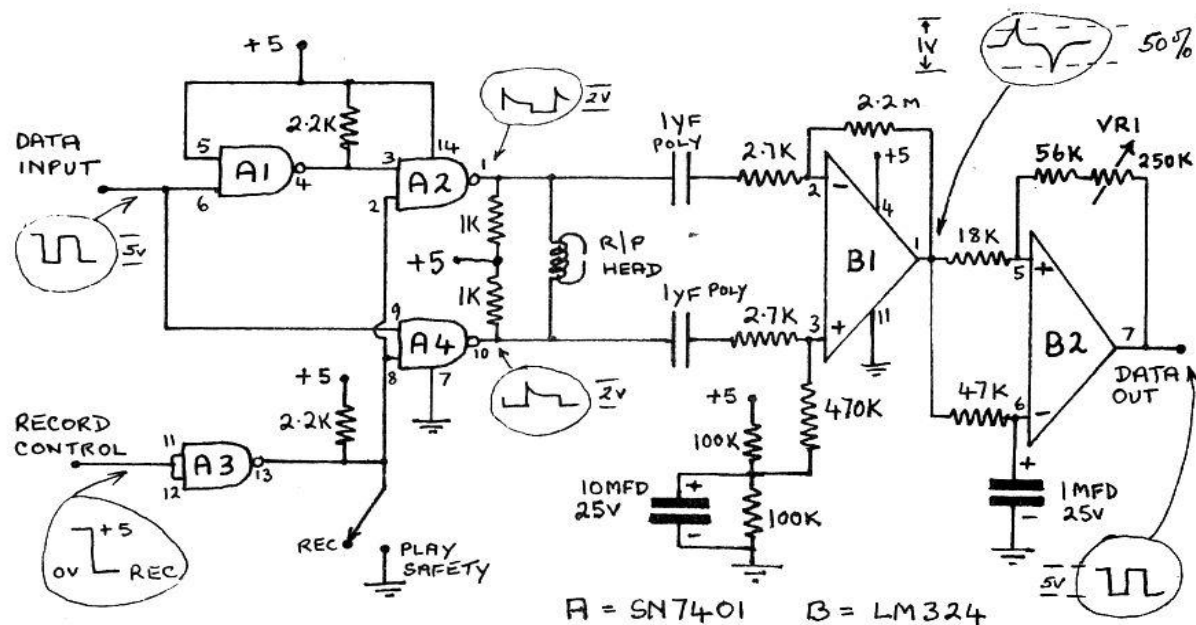 +5
2.2K
DATA
INPUT
5
6
A1
4
3
14
2
A2
1
2V
5V
1K
+5
1K
R/P
HEAD
1µF
POLY
1µF POLY
2.7K
2.7K
2.2M
+5
2
4
3
11
1
B1
1V
50%
18K
47K
56K
VR1
250K
5
6
7
B2
DATA
OUT
9
8
A4
10
7
2V
+5
2.2K
RECORD
CONTROL
11
12
A3
13
+5
0V
REC
REC
PLAY
SAFETY
+5
100K
470K
10MFD
25V
100K
+
-
+
-
1MFD
25V
5V
A = SN7401
B = LM324